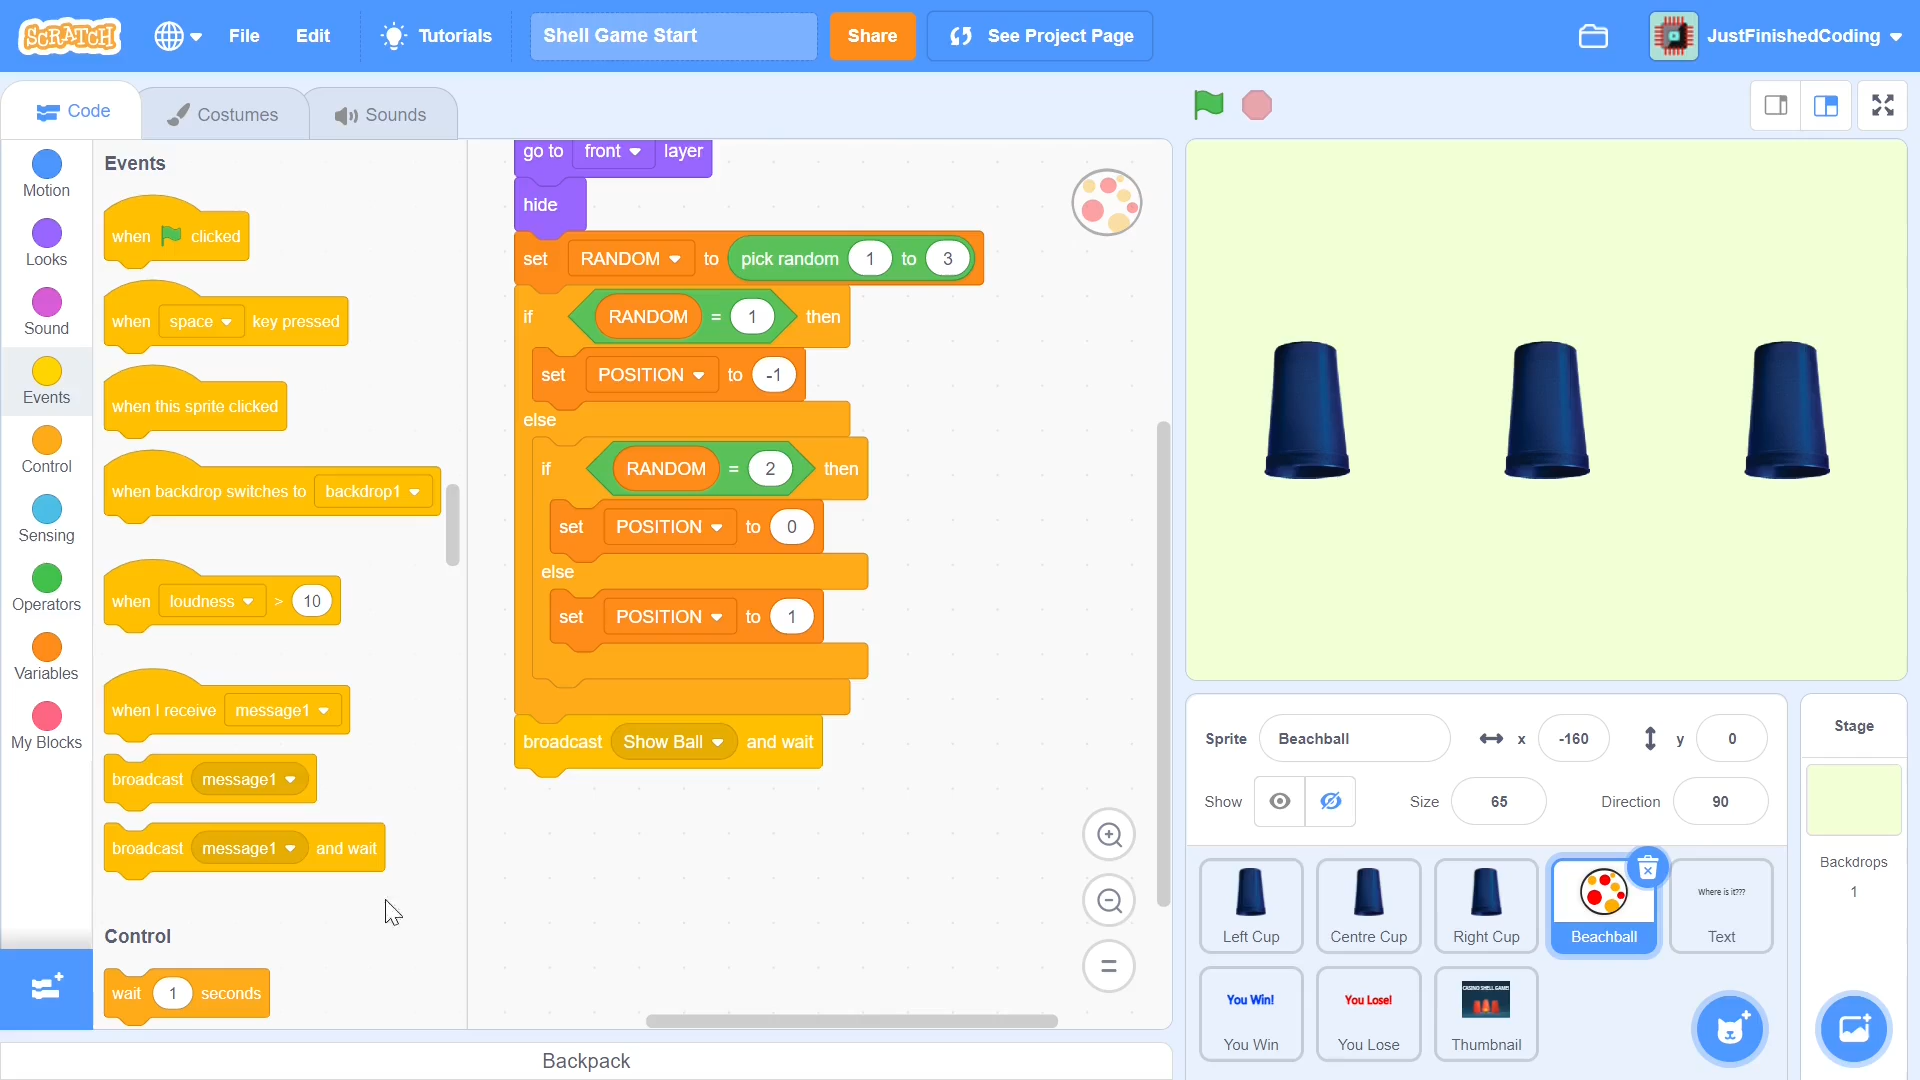 SCRATCH
File
Edit
Tutorials
Shell Game Start
Share
See Project Page
JustFinishedCoding
Code
Costumes
Sounds
Motion
Looks
Sound
Events
Control
Sensing
Operators
Variables
My Blocks
Events
when clicked
when space key pressed
when this sprite clicked
when backdrop switches to backdrop1
when loudness > 10
when I receive message1
broadcast message1
broadcast message1 and wait
Control
wait 1 seconds
go to front layer
hide
set RANDOM to pick random 1 to 3
if RANDOM = 1 then
set POSITION to -1
else
if RANDOM = 2 then
set POSITION to 0
else
set POSITION to 1
broadcast Show Ball and wait
Backpack
Sprite Beachball x -160 y 0
Show Size 65 Direction 90
Left Cup
Centre Cup
Right Cup
Beachball
Where is it???
Text
You Win!
You Win
You Lose!
You Lose
CASINO SHELL GAME!
Thumbnail
Stage
Backdrops
1